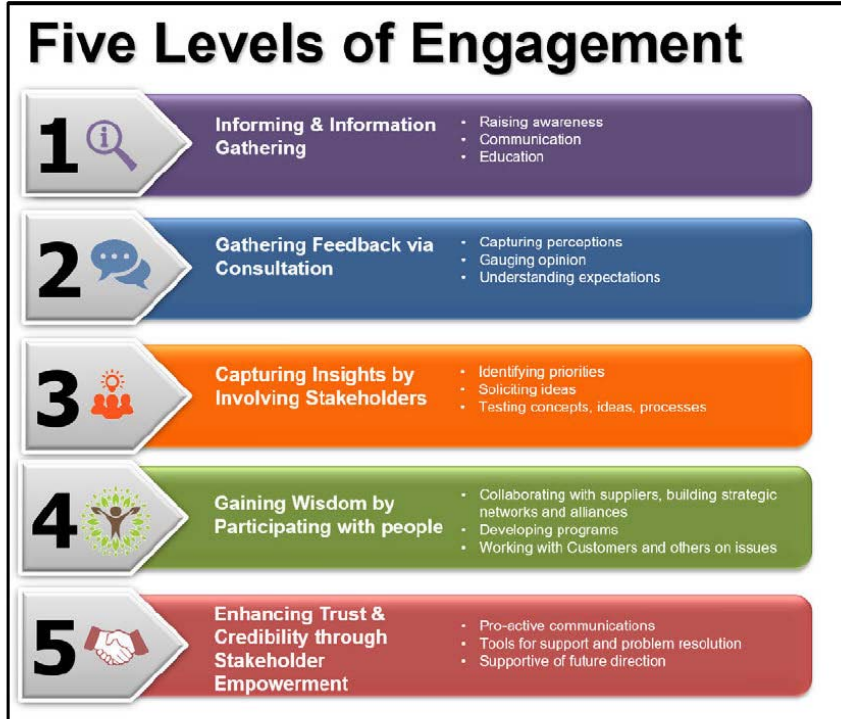 Five Levels of Engagement
1
i
Informing & Information
Gathering
• Raising awareness
• Communication
• Education
2
Gathering Feedback via
Consultation
• Capturing perceptions
• Gauging opinion
• Understanding expectations
3
Capturing Insights by
Involving Stakeholders
• Identifying priorities
• Soliciting ideas
• Testing concepts, ideas, processes
4
Gaining Wisdom by
Participating with people
• Collaborating with suppliers, building strategic
networks and alliances
• Developing programs
• Working with Customers and others on issues
5
Enhancing Trust &
Credibility through
Stakeholder
Empowerment
• Pro-active communications
• Tools for support and problem resolution
• Supportive of future direction